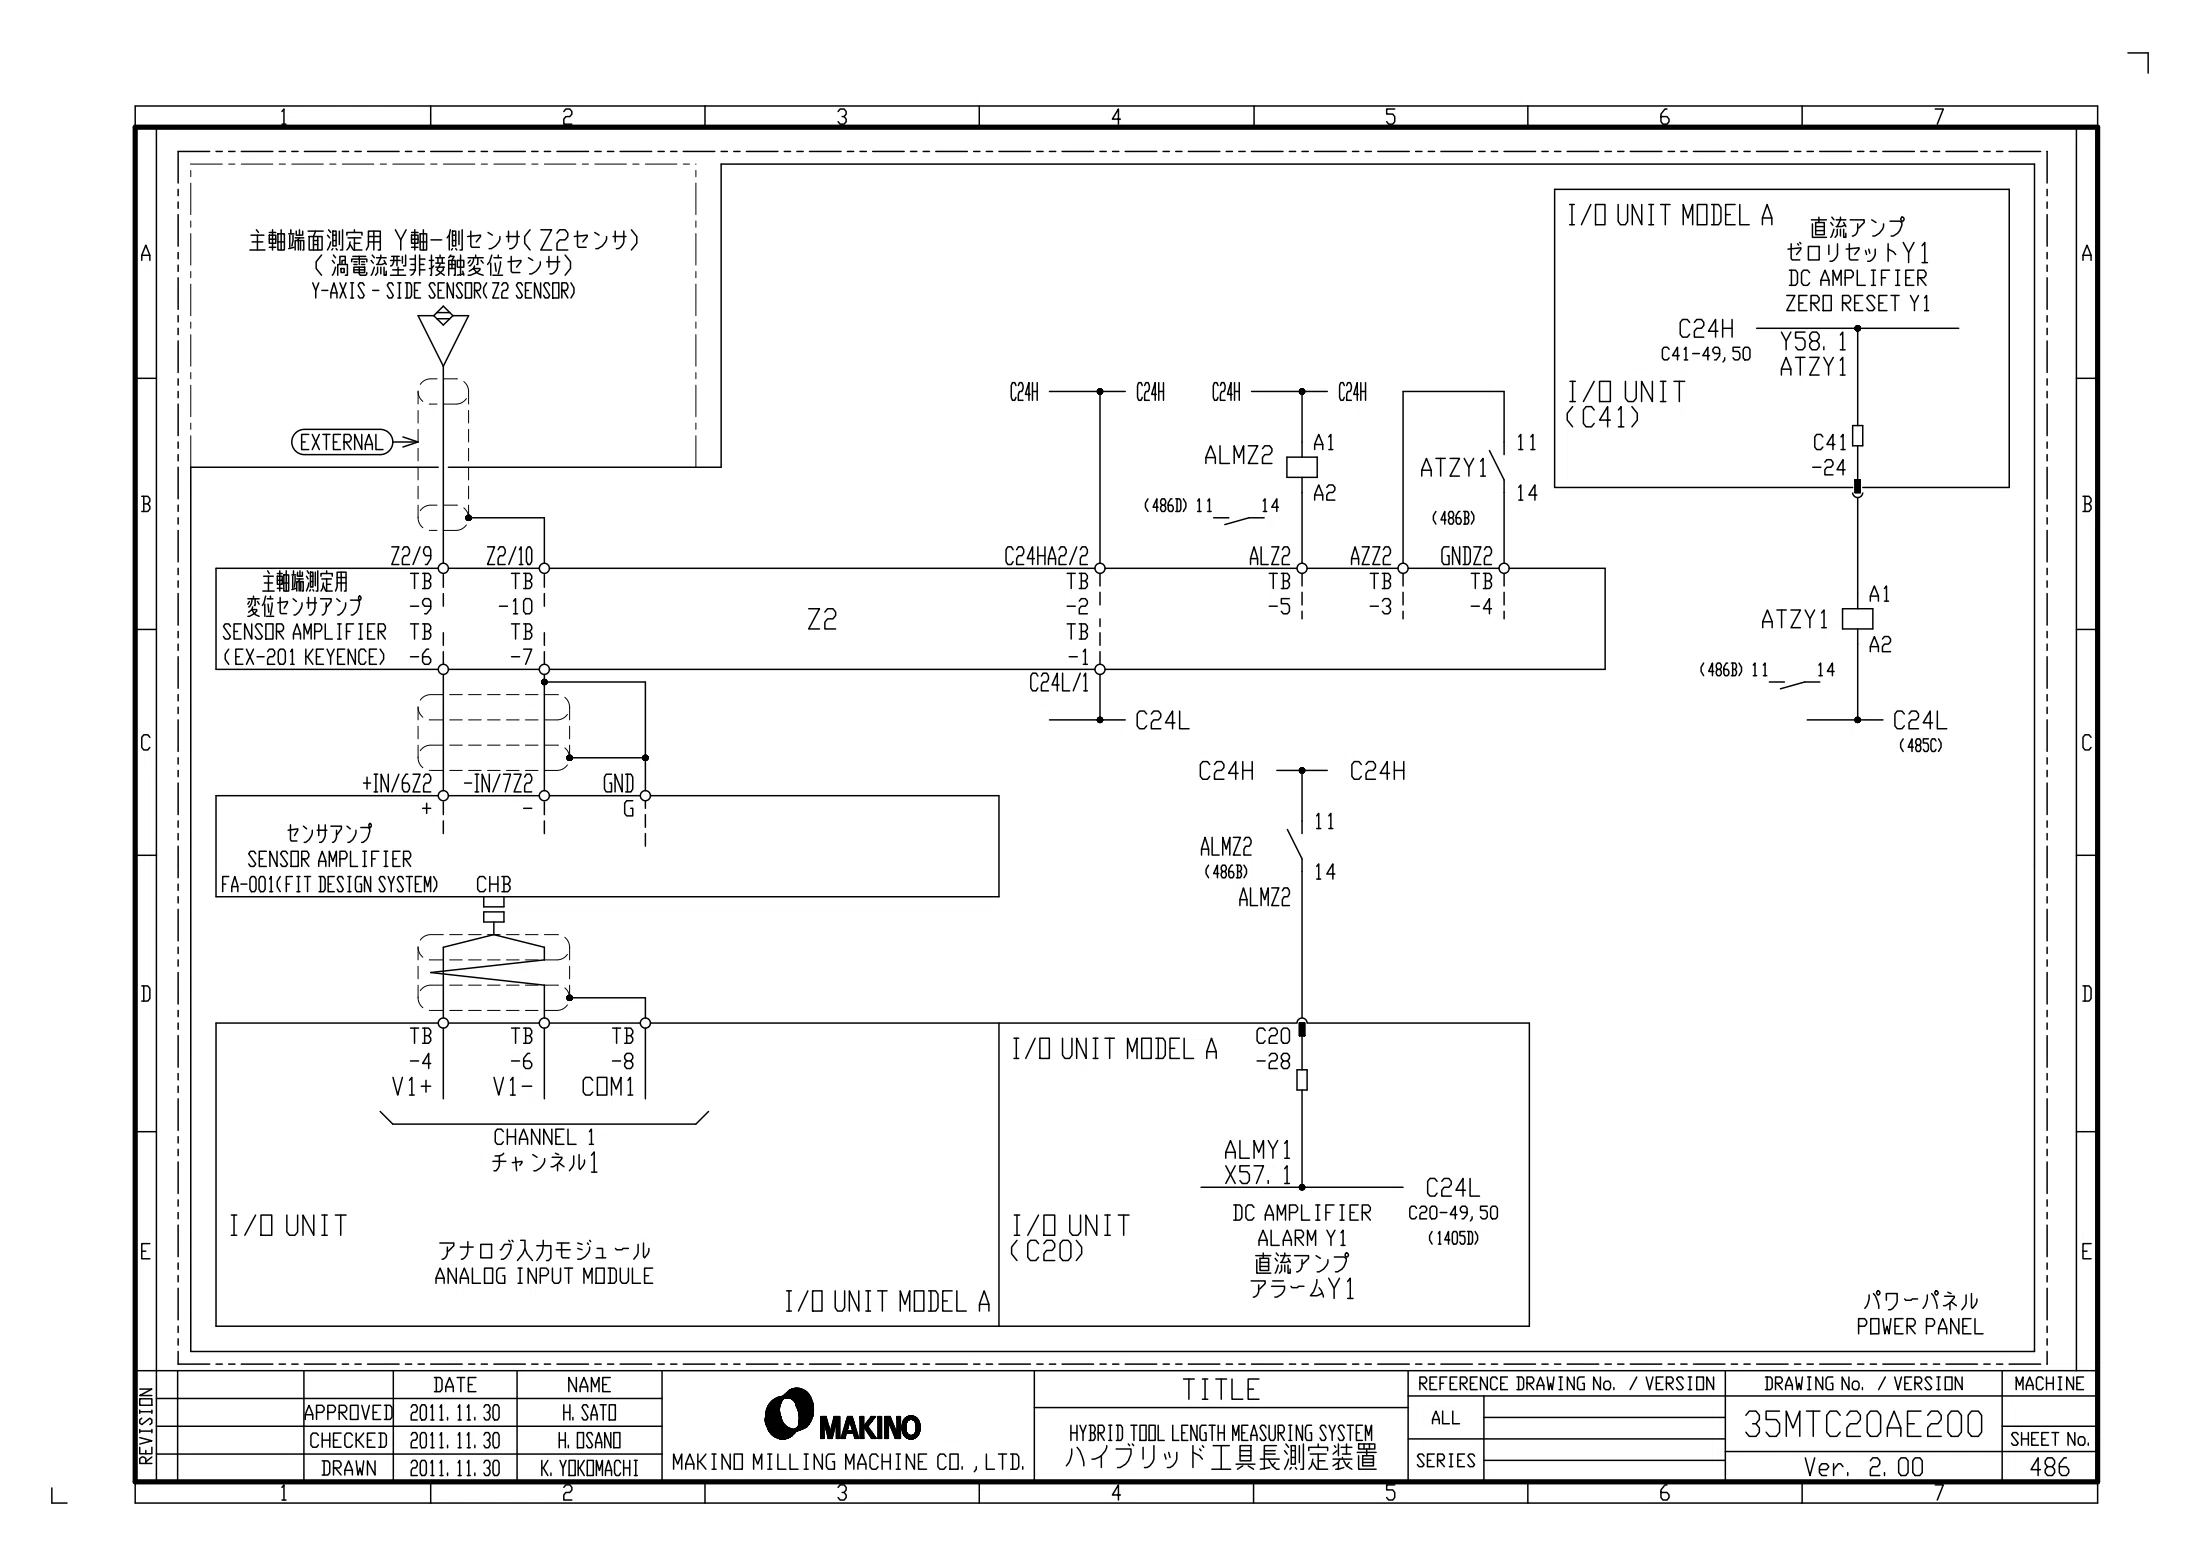 1 2 3 4 5 6 7
A
B
C
D
E
主軸端面測定用 Y軸-側センサ(Z2センサ)
(渦電流型非接触変位センサ)
Y-AXIS - SIDE SENSOR(Z2 SENSOR)
EXTERNAL
I/O UNIT MODEL A
直流アンプ
ゼロリセットY1
DC AMPLIFIER
ZERO RESET Y1
C24H
C41-49,50
Y58. 1
ATZY1
I/O UNIT
(C41)
C41
-24
C24H C24H
C24H C24H
ALMZ2
A1
A2
(486D) 11 14
ATZY1
11
14
(486B)
Z2/9 Z2/10 C24HA2/2 ALZ2 AZZ2 GNDZ2
主軸端測定用 TB TB TB TB TB TB
変位センサアンプ -9 -10 Z2 -2 -5 -3 -4
SENSOR AMPLIFIER TB TB TB
(EX-201 KEYENCE) -6 -7 -1
C24L/1
C24L
ATZY1
A1
A2
(486B) 11 14
C24L
(485C)
+IN/6Z2 -IN/7Z2 GND
+ - G
センサアンプ
SENSOR AMPLIFIER
FA-001(FIT DESIGN SYSTEM) CHB
C24H C24H
11
ALMZ2
(486B) 14
ALMZ2
TB TB TB
-4 -6 -8
V1+ V1- COM1
CHANNEL 1
チャンネル1
I/O UNIT
アナログ入力モジュール
ANALOG INPUT MODULE
I/O UNIT MODEL A
I/O UNIT MODEL A
C20
-28
ALMY1
X57. 1
I/O UNIT
(C20)
DC AMPLIFIER
ALARM Y1
直流アンプ
アラームY1
C24L
C20-49,50
(1405D)
パワーパネル
POWER PANEL
A
B
C
D
E
REVISION
DATE NAME
APPROVED 2011. 11. 30 H. SATO
CHECKED 2011. 11. 30 H. OSANO
DRAWN 2011. 11. 30 K. YOKOMACHI
MAKINO
MAKINO MILLING MACHINE CO. ,LTD.
TITLE
HYBRID TOOL LENGTH MEASURING SYSTEM
ハイブリッド工具長測定装置
REFERENCE DRAWING No. / VERSION
ALL
SERIES
DRAWING No. / VERSION
35MTC20AE200
Ver. 2. 00
MACHINE
SHEET No.
486
1 2 3 4 5 6 7